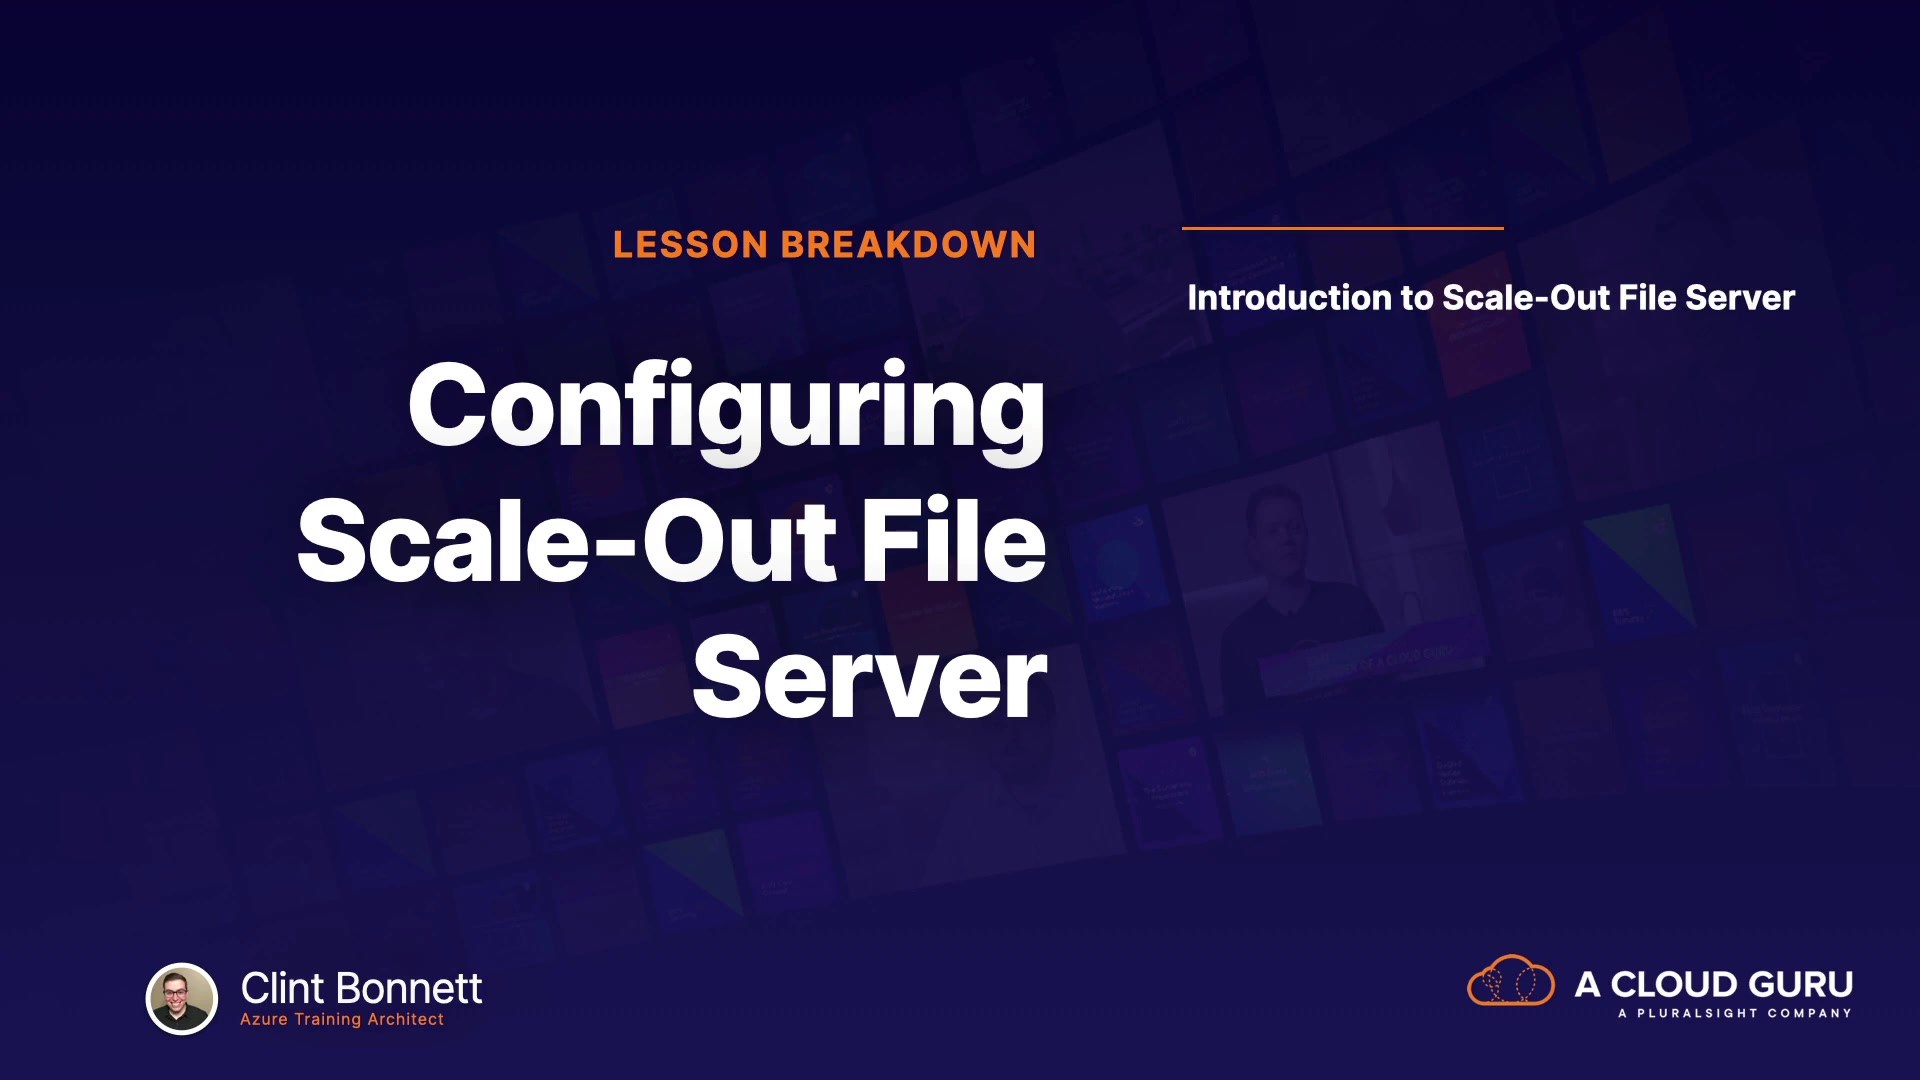 LESSON BREAKDOWN
Configuring
Scale-Out File
Server
Introduction to Scale-Out File Server
Clint Bonnett
Azure Training Architect
A CLOUD GURU
A PLURALSIGHT COMPANY